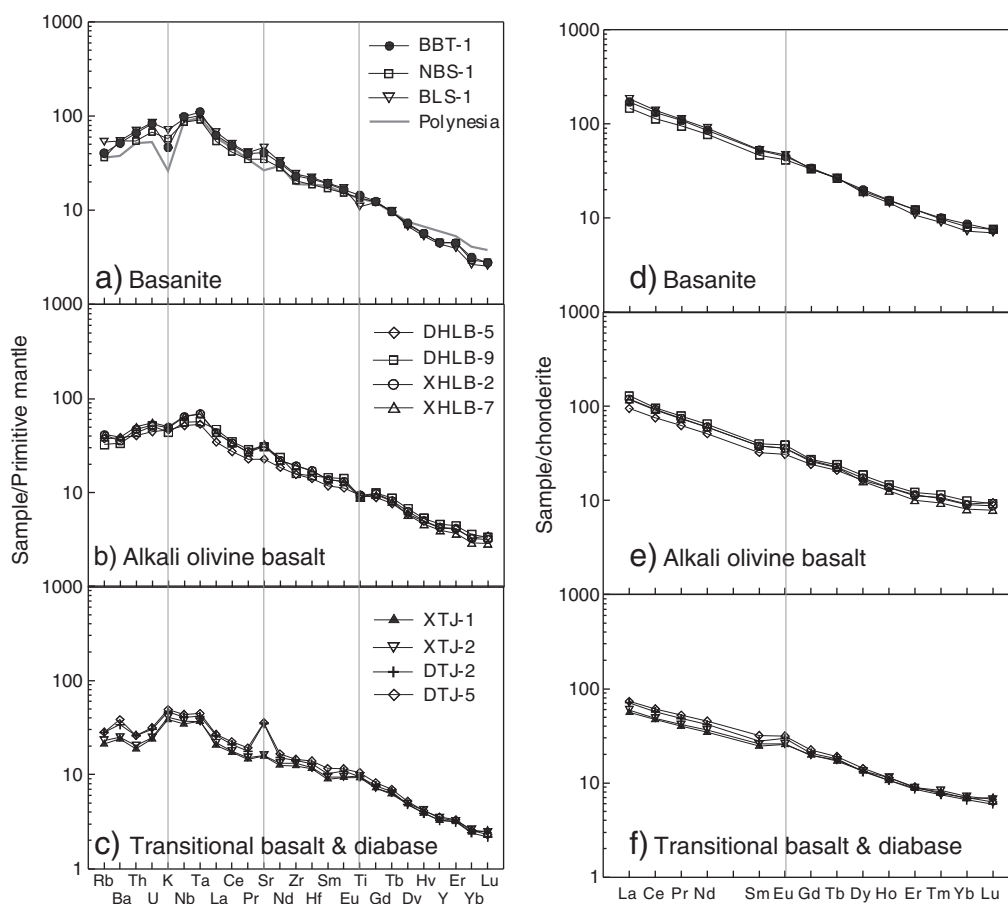 1000
100
10
1000
100
10
1000
100
10
1
Sample/Primitive mantle
BBT-1
NBS-1
BLS-1
Polynesia
a) Basanite
DHLB-5
DHLB-9
XHLB-2
XHLB-7
b) Alkali olivine basalt
XTJ-1
XTJ-2
DTJ-2
DTJ-5
c) Transitional basalt & diabase
Rb Th K Ta Ce Sr Zr Sm Ti Tb Hv Er Lu
Ba U Nb La Pr Nd Hf Eu Gd Dv Y Yb
1000
100
10
1000
100
10
1000
100
10
1
Sample/chonderite
d) Basanite
e) Alkali olivine basalt
f) Transitional basalt & diabase
La Ce Pr Nd Sm Eu Gd Tb Dy Ho Er Tm Yb Lu